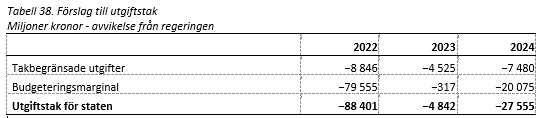 Tabell 38. Förslag till utgiftstak
Miljoner kronor - avvikelse från regeringen
2022 2023 2024
Takbegränsade utgifter −8 846 −4 525 −7 480
Budgeteringsmarginal −79 555 −317 −20 075
Utgiftstak för staten −88 401 −4 842 −27 555